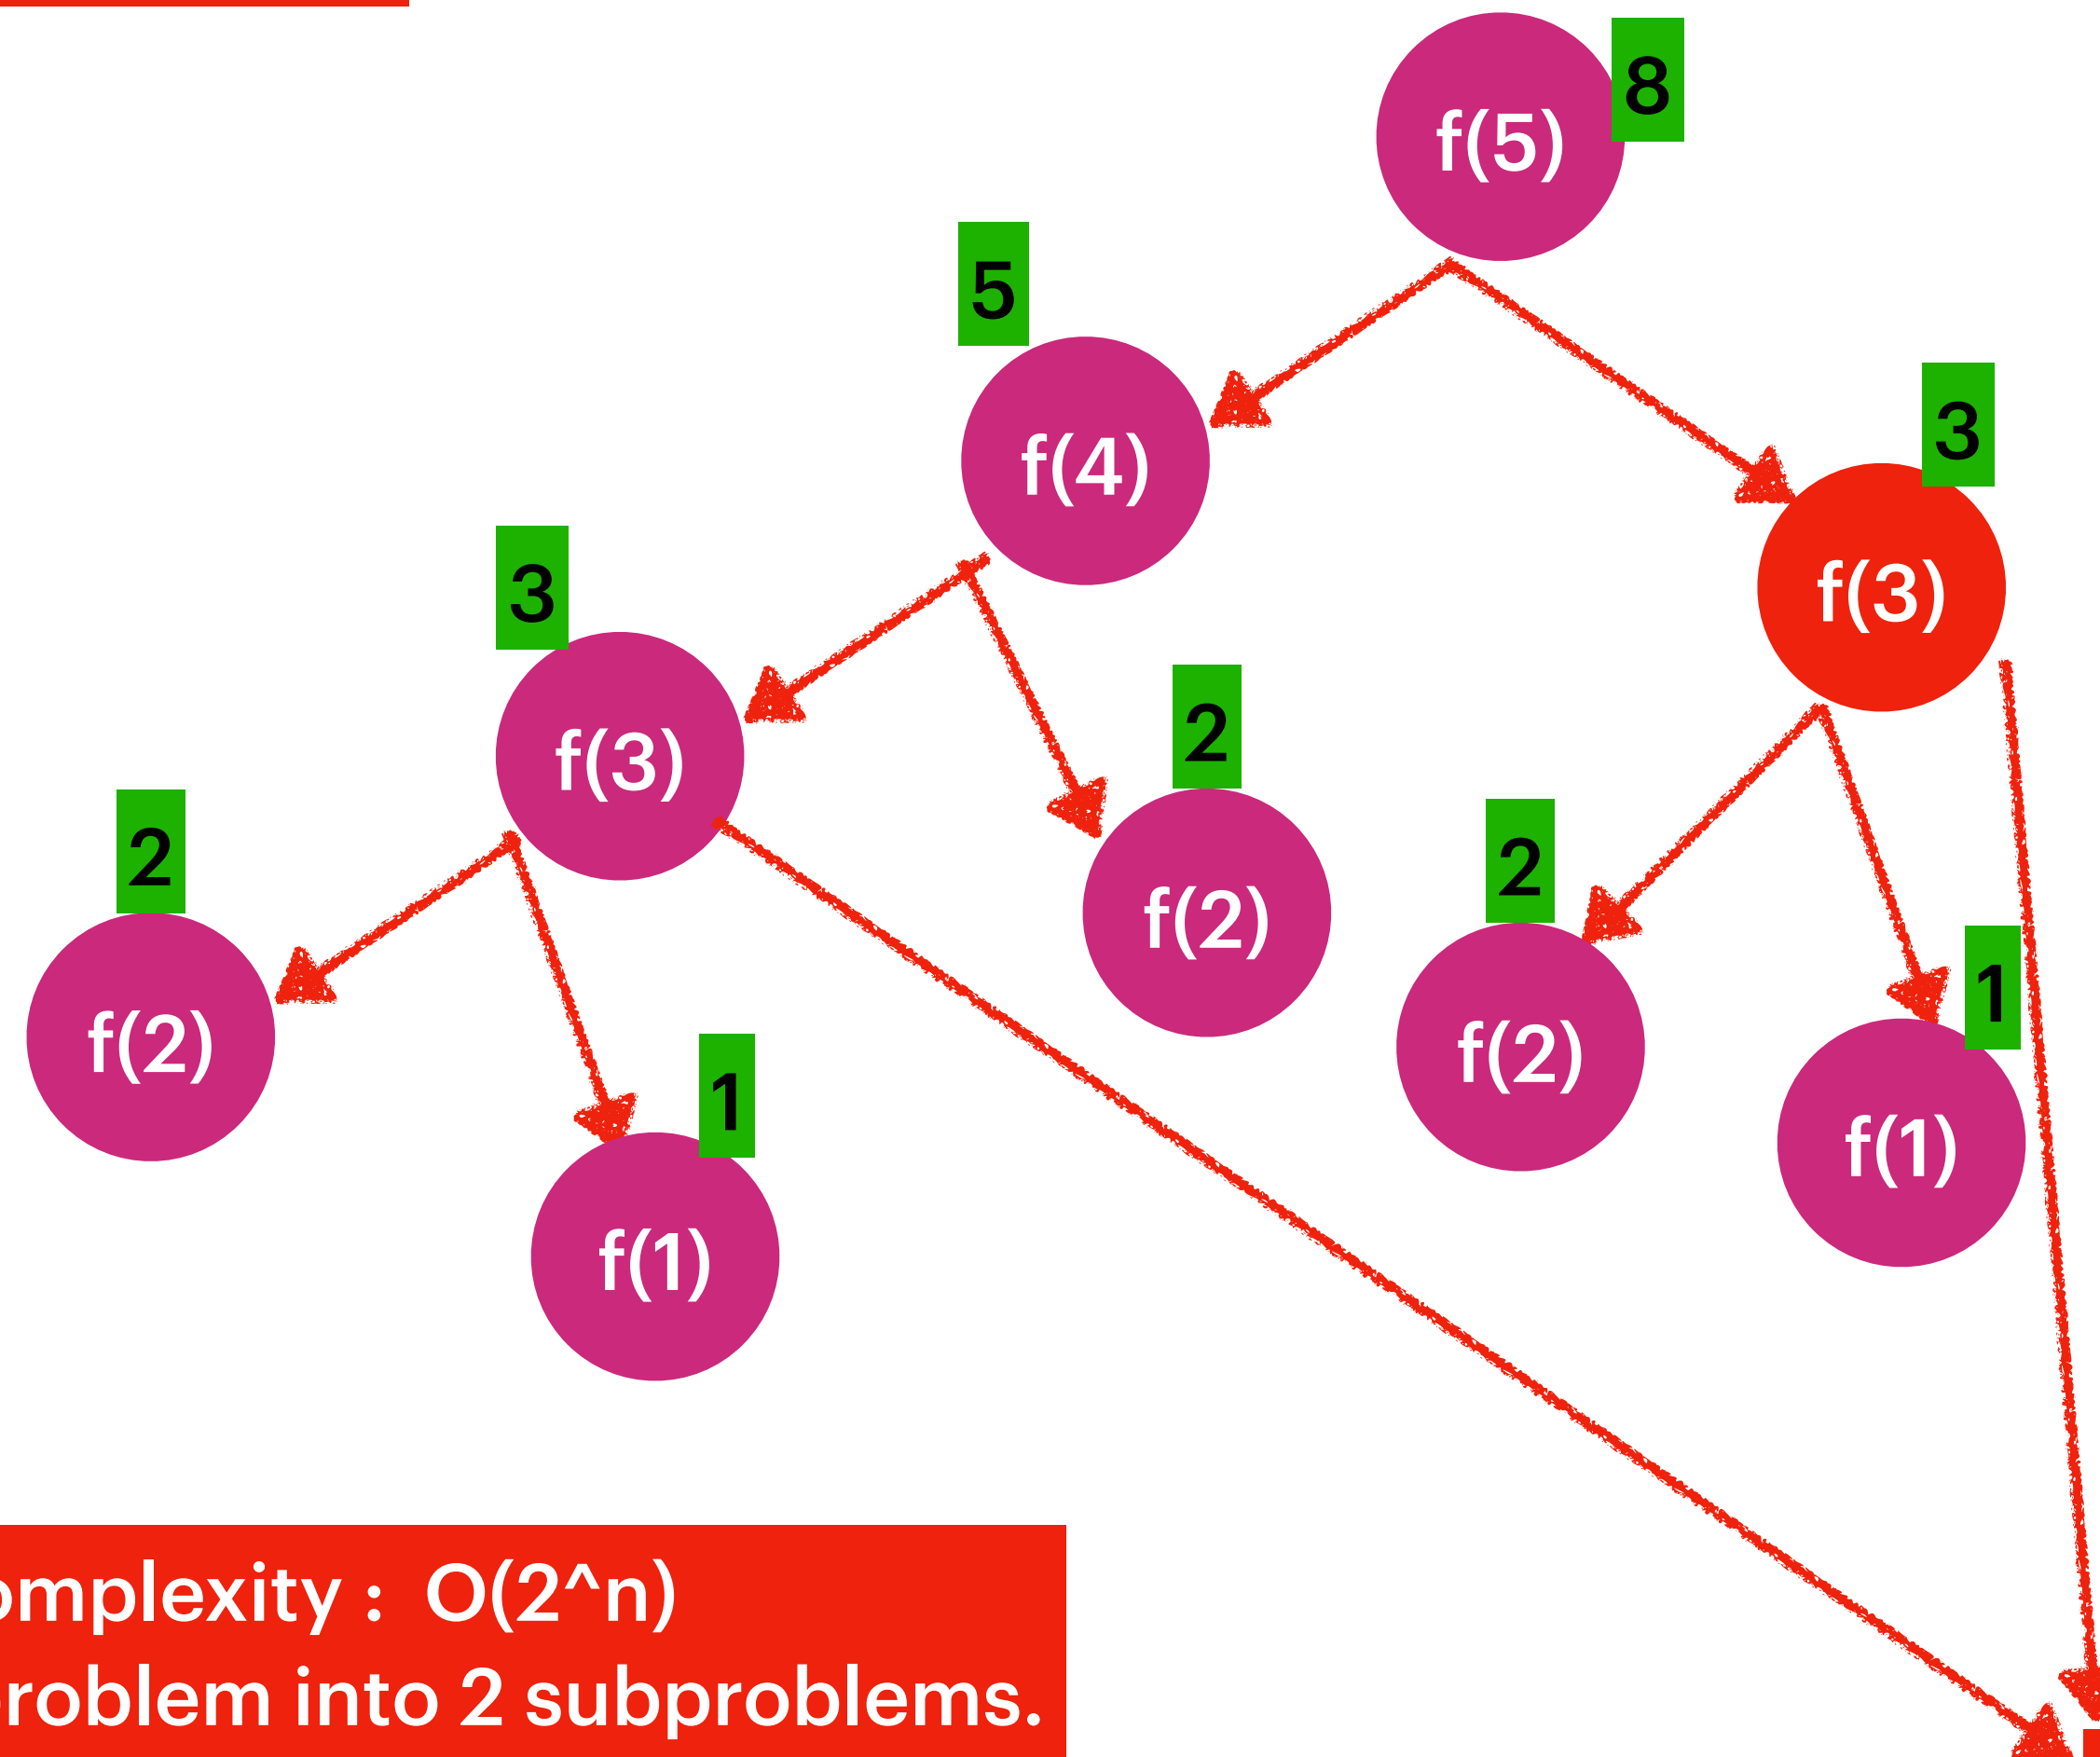 8
f(5)
5
f(4)
3
f(3)
3
f(3)
2
f(2)
2
f(2)
2
f(2)
1
f(1)
1
f(1)
omplexity : O(2^n)
roblem into 2 subproblems.